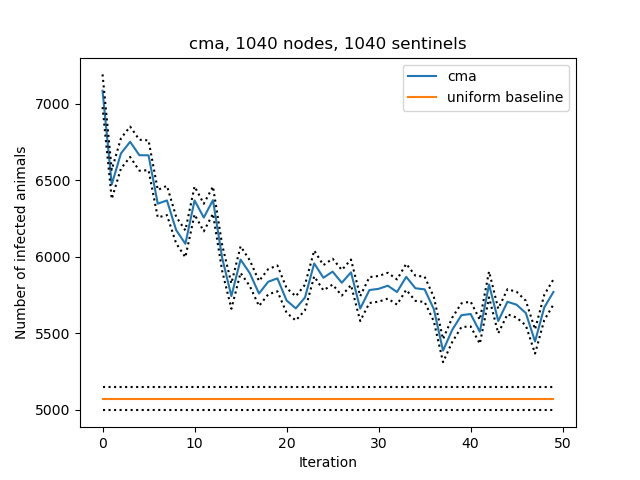 cma, 1040 nodes, 1040 sentinels
cma
uniform baseline
Number of infected animals
7000
6500
6000
5500
5000
0 10 20 30 40 50
Iteration